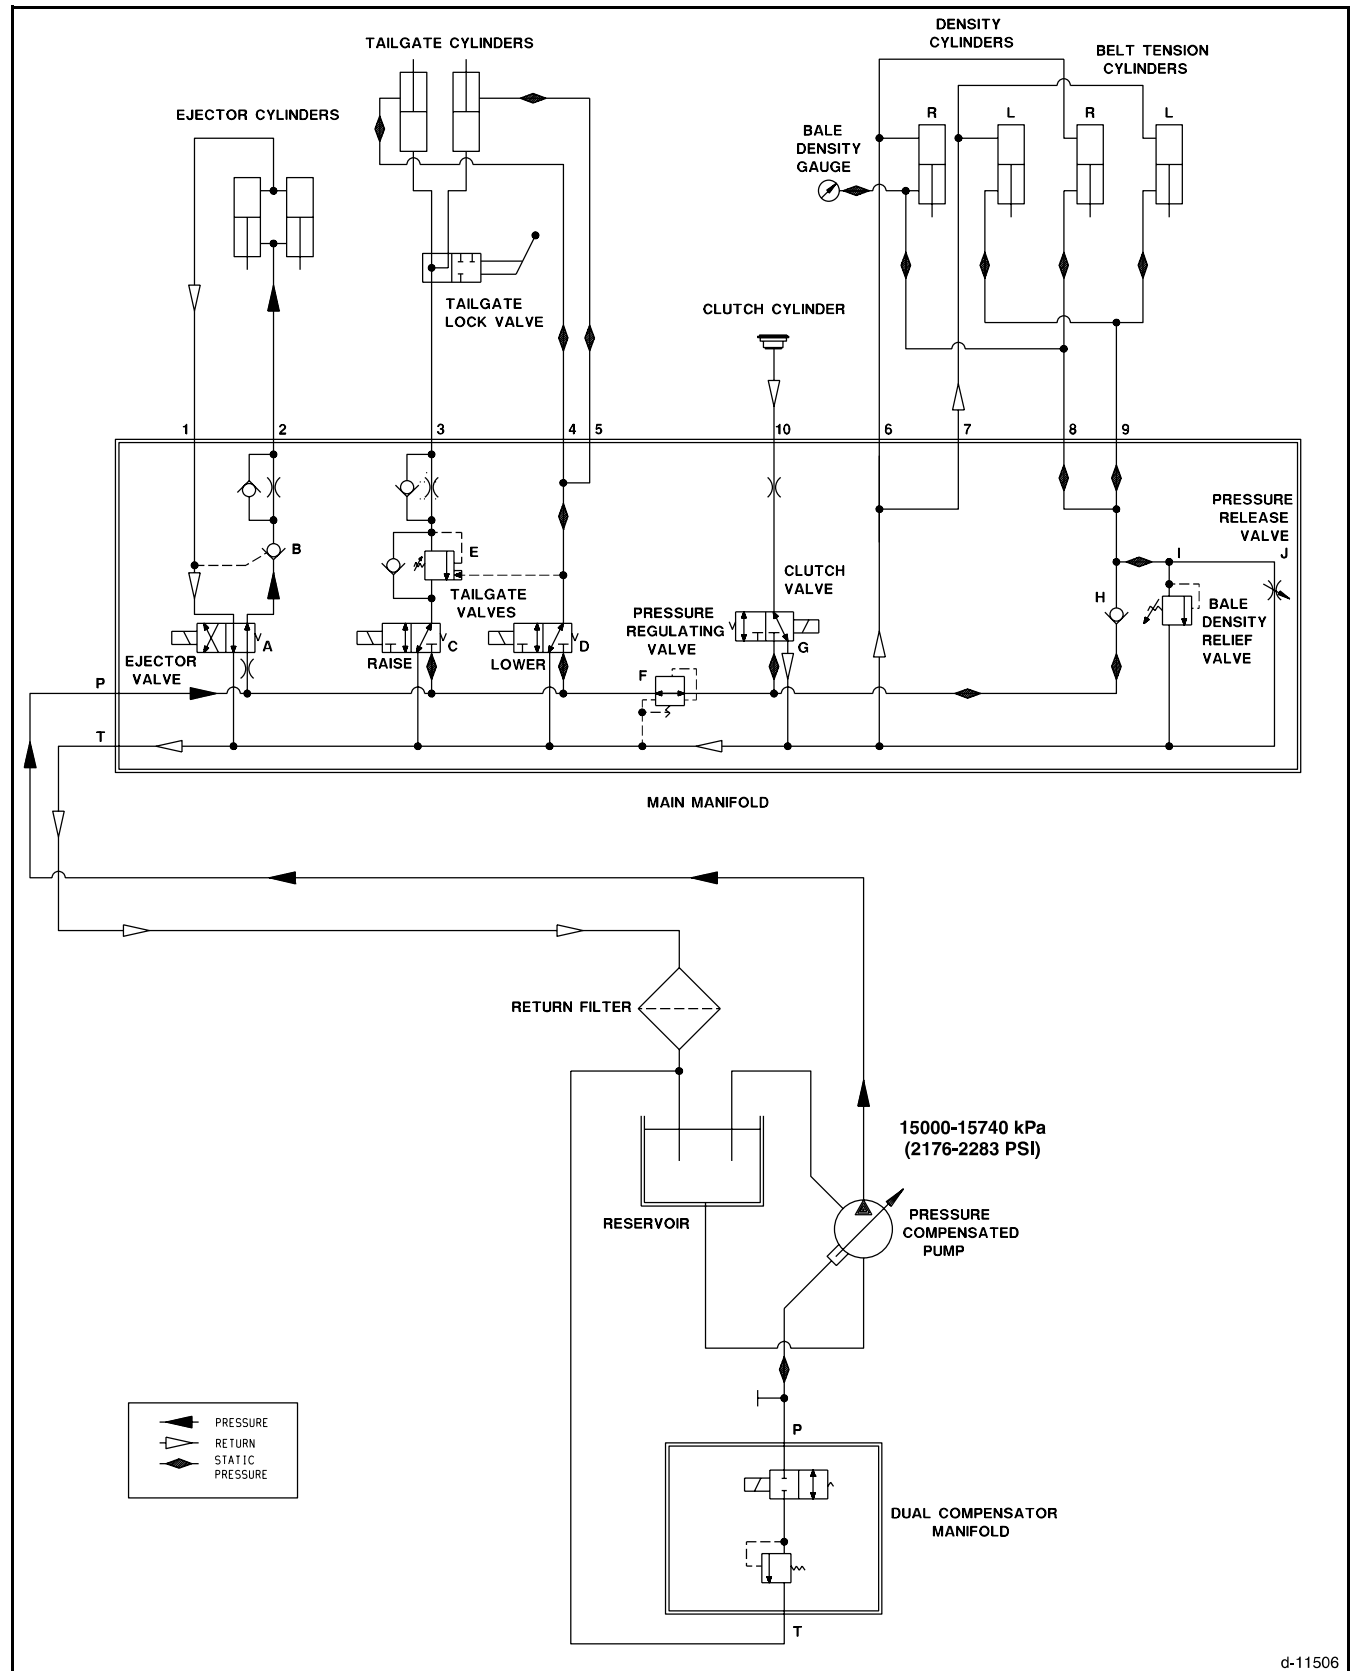 DENSITY
CYLINDERS
TAILGATE CYLINDERS
BELT TENSION
CYLINDERS
EJECTOR CYLINDERS
R
L
R
L
BALE
DENSITY
GAUGE
TAILGATE
LOCK VALVE
CLUTCH CYLINDER
1
2
3
4
5
10
6
7
8
9
PRESSURE
RELEASE
VALVE
B
E
I
J
CLUTCH
VALVE
TAILGATE
VALVES
PRESSURE
REGULATING
VALVE
H
BALE
DENSITY
RELIEF
VALVE
A
C
D
G
EJECTOR
VALVE
RAISE
LOWER
F
P
T
MAIN MANIFOLD
RETURN FILTER
15000-15740 kPa
(2176-2283 PSI)
RESERVOIR
PRESSURE
COMPENSATED
PUMP
PRESSURE
RETURN
STATIC
PRESSURE
P
DUAL COMPENSATOR
MANIFOLD
T
d-11506